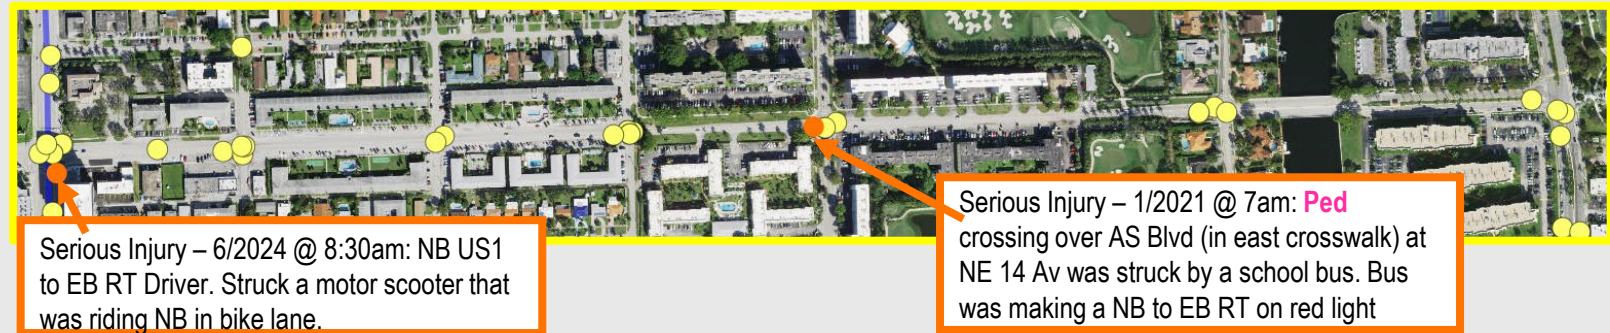 Serious Injury – 6/2024 @ 8:30am: NB US1
to EB RT Driver. Struck a motor scooter that
was riding NB in bike lane.
Serious Injury – 1/2021 @ 7am: Ped
crossing over AS Blvd (in east crosswalk) at
NE 14 Av was struck by a school bus. Bus
was making a NB to EB RT on red light